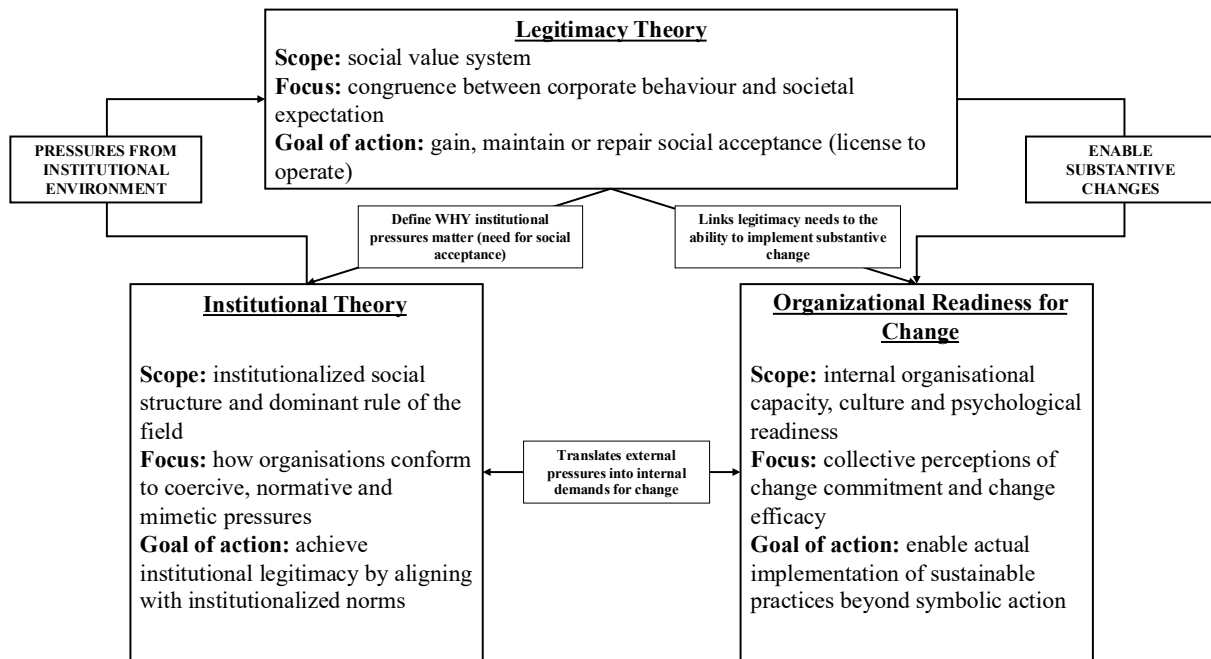 Legitimacy Theory
Scope: social value system
Focus: congruence between corporate behaviour and societal
expectation
Goal of action: gain, maintain or repair social acceptance (license to
operate)
PRESSURES FROM
INSTITUTIONAL
ENVIRONMENT
ENABLE
SUBSTANTIVE
CHANGES
Define WHY institutional
pressures matter (need for social
acceptance)
Links legitimacy needs to the
ability to implement substantive
change
Institutional Theory
Scope: institutionalized social
structure and dominant rule of the
field
Focus: how organisations conform
to coercive, normative and
mimetic pressures
Goal of action: achieve
institutional legitimacy by aligning
with institutionalized norms
Translates external
pressures into internal
demands for change
Organizational Readiness for
Change
Scope: internal organisational
capacity, culture and psychological
readiness
Focus: collective perceptions of
change commitment and change
efficacy
Goal of action: enable actual
implementation of sustainable
practices beyond symbolic action